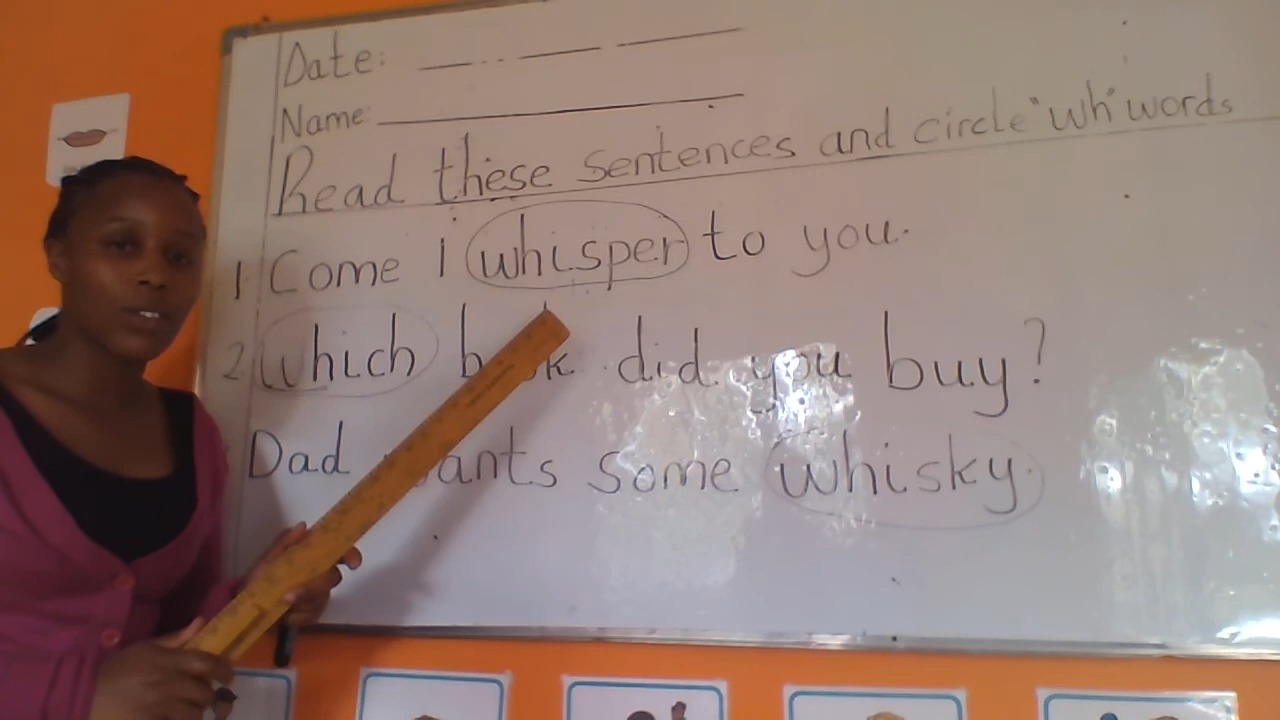 Date:
Name:
Read these sentences and circle "wh" words
1. Come I whisper to you.
2. Which did you buy?
Dad some whisky.